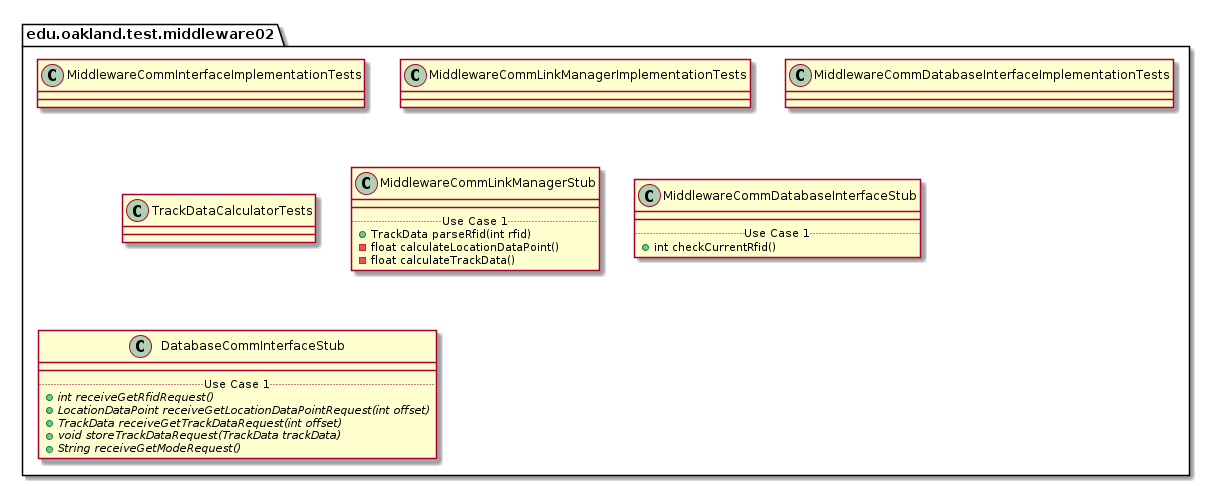 edu.oakland.test.middleware02
C MiddlewareCommInterfaceImplementationTests
C MiddlewareCommLinkManagerImplementationTests
C MiddlewareCommDatabaseInterfaceImplementationTests
C TrackDataCalculatorTests
C MiddlewareCommLinkManagerStub
Use Case 1
TrackData parseRfid(int rfid)
float calculateLocationDataPoint()
float calculateTrackData()
C MiddlewareCommDatabaseInterfaceStub
Use Case 1
int checkCurrentRfid()
C DatabaseCommInterfaceStub
Use Case 1
int receiveGetRfidRequest()
LocationDataPoint receiveGetLocationDataPointRequest(int offset)
TrackData receiveGetTrackDataRequest(int offset)
void storeTrackDataRequest(TrackData trackData)
String receiveGetModeRequest()